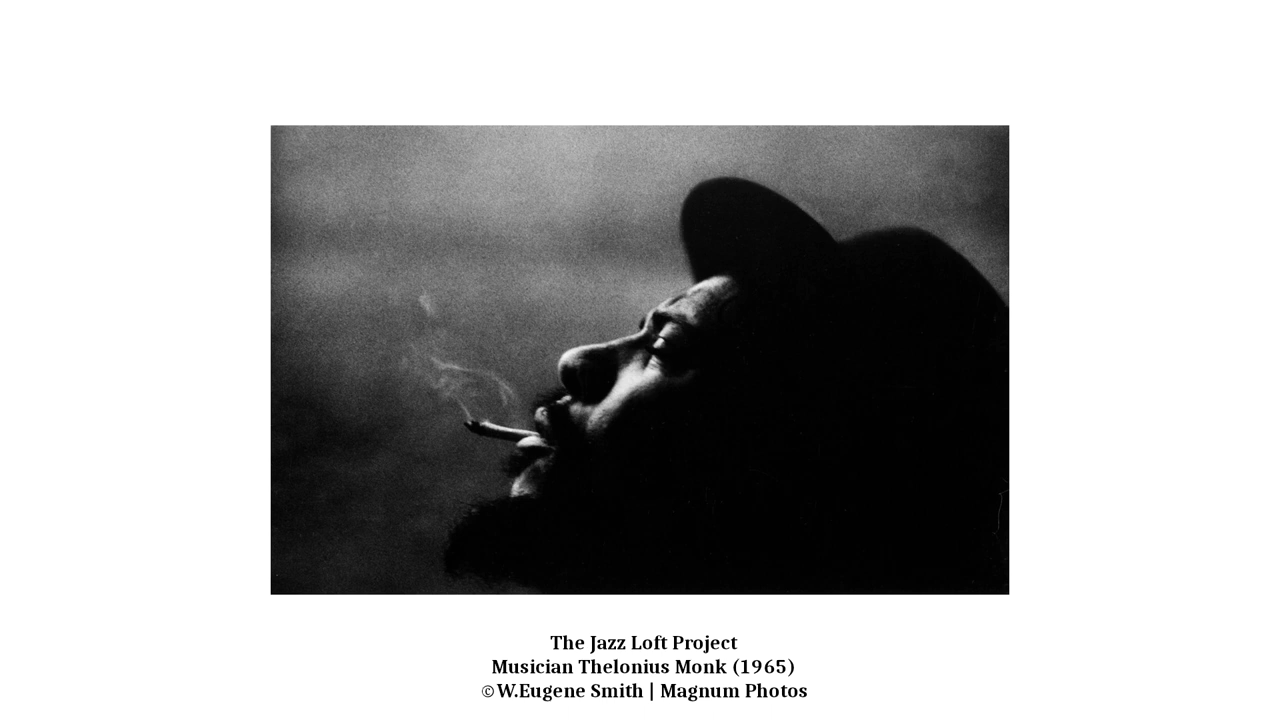 The Jazz Loft Project
Musician Thelonius Monk (1965)
©W.Eugene Smith | Magnum Photos